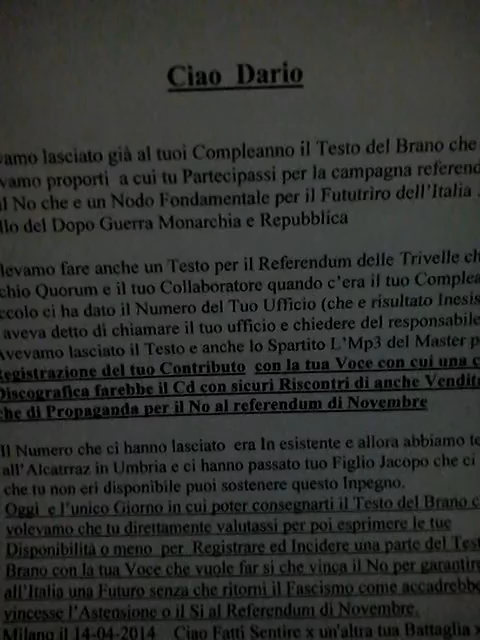 Ciao Dario
vamo lasciato già al tuoi Compleanno il Testo del Brano che
vamo proporti a cui tu Partecipassi per la campagna referend
l No che e un Nodo Fondamentale per il Fututriro dell'Italia
llo del Dopo Guerra Monarchia e Repubblica
levamo fare anche un Testo per il Referendum delle Trivelle ch
chio Quorum e il tuo Collaboratore quando c'era il tuo Complea
ccolo ci ha dato il Numero del Tuo Ufficio (che e risultato Inesis
aveva detto di chiamare il tuo ufficio e chiedere del responsabile
Avevamo lasciato il Testo e anche lo Spartito L'Mp3 del Master p
Registrazione del tuo Contributo con la tua Voce con cui una c
Discografica farebbe il Cd con sicuri Riscontri di anche Vendit
che di Propaganda per il No al referendum di Novembre
Il Numero che ci hanno lasciato era In esistente e allora abbiamo te
all'Alcatrraz in Umbria e ci hanno passato tuo Figlio Jacopo che ci
che tu non eri disponibile puoi sostenere questo Inpegno.
Oggi e l'unico Giorno in cui poter consegnarti il Testo del Brano c
volevamo che tu direttamente valutassi per poi esprimere le tue
Disponibilità o meno per Registrare ed Incidere una parte del Test
Brano con la tua Voce che vuole far si che vinca il No per garantire
all'Italia una Futuro senza che ritorni il Fascismo come accadrebbe
vincesse l'Astensione o il Si al Referendum di Novembre.
Milano il 14-04-2014 Ciao Fatti Sentire x un'altra tua Battaglia x